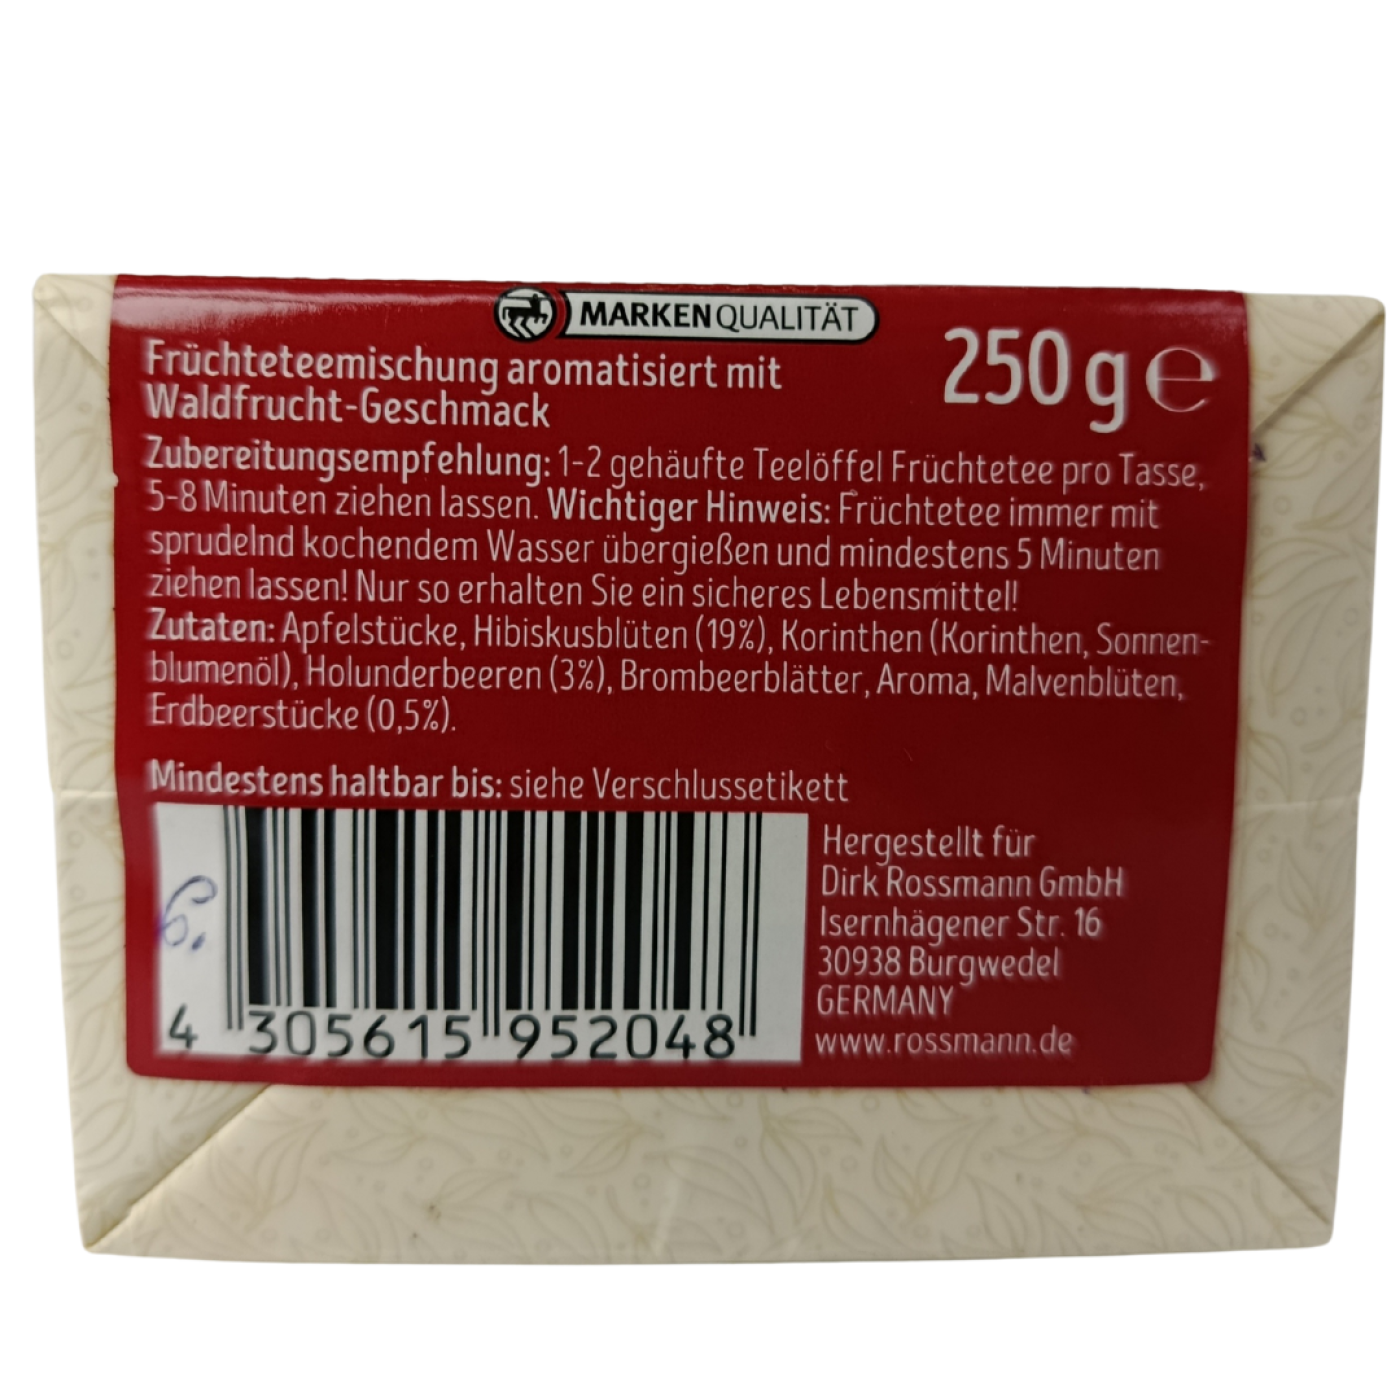 MARKENQUALITÄT
Früchteteemischung aromatisiert mit
Waldfrucht-Geschmack
250 g e
Zubereitungsempfehlung: 1-2 gehäufte Teelöffel Früchtetee pro Tasse,
5-8 Minuten ziehen lassen. Wichtiger Hinweis: Früchtetee immer mit
sprudelnd kochendem Wasser übergießen und mindestens 5 Minuten
ziehen lassen! Nur so erhalten Sie ein sicheres Lebensmittel!
Zutaten: Apfelstücke, Hibiskusblüten (19%), Korinthen (Korinthen, Sonnen-
blumenöl), Holunderbeeren (3%), Brombeerblätter, Aroma, Malvenblüten,
Erdbeerstücke (0,5%).
Mindestens haltbar bis: siehe Verschlussetikett
6.
4 305615 952048
Hergestellt für
Dirk Rossmann GmbH
Isernhägener Str. 16
30938 Burgwedel
GERMANY
www.rossmann.de